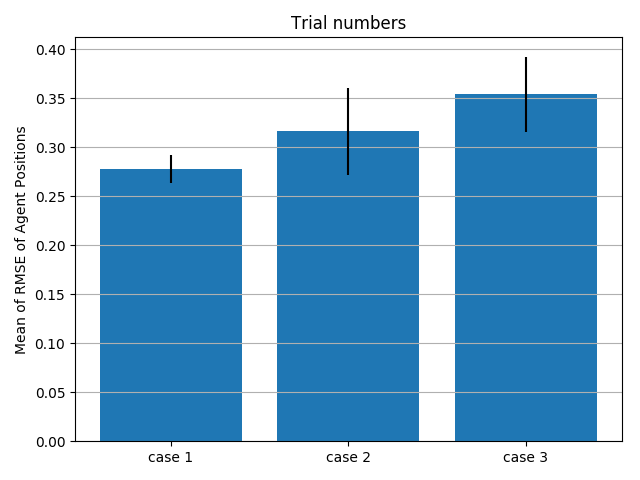 Trial numbers
Mean of RMSE of Agent Positions
0.40
0.35
0.30
0.25
0.20
0.15
0.10
0.05
0.00
case 1
case 2
case 3